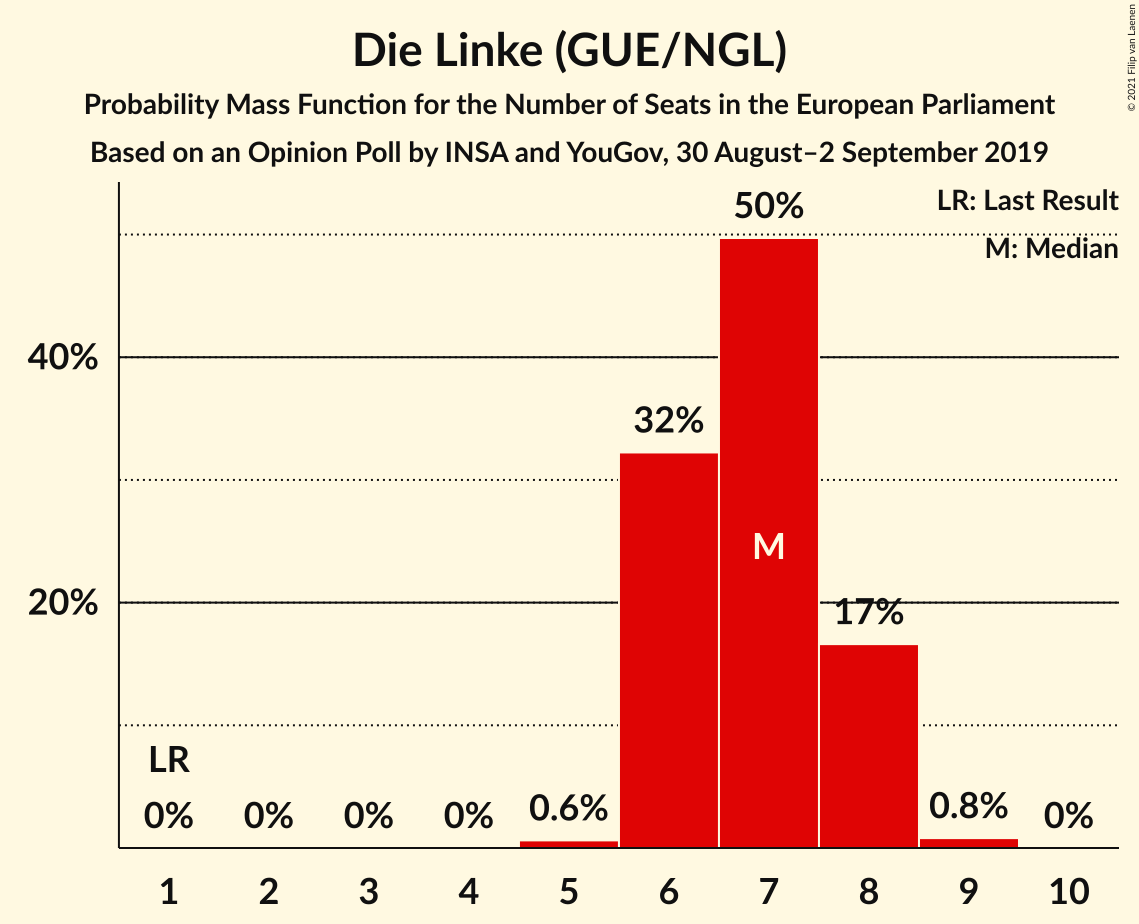 Die Linke (GUE/NGL)
Probability Mass Function for the Number of Seats in the European Parliament
Based on an Opinion Poll by INSA and YouGov, 30 August–2 September 2019
© 2021 Filip van Laenen
LR: Last Result
M: Median
50%
40%
32%
M
20%
17%
LR
0% 0% 0% 0% 0.6% 0.8% 0%
1 2 3 4 5 6 7 8 9 10